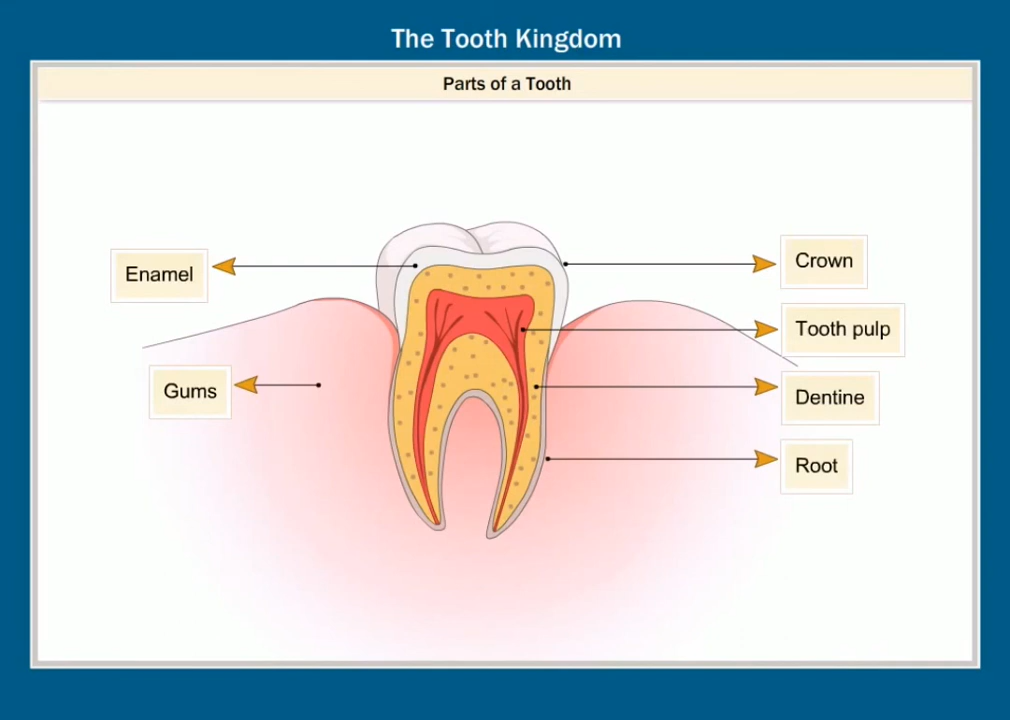 The Tooth Kingdom
Parts of a Tooth
Enamel
Crown
Tooth pulp
Gums
Dentine
Root